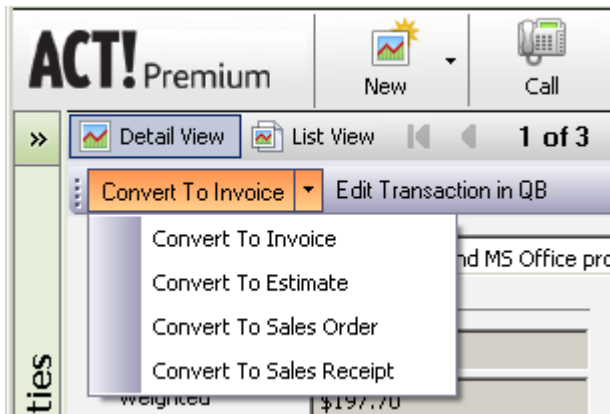 ACT! Premium
New
Call
»
Detail View
List View
1 of 3
Convert To Invoice
Edit Transaction in QB
Convert To Invoice
nd MS Office pro
Convert To Estimate
Convert To Sales Order
Convert To Sales Receipt
ties
Weighted
$197.70